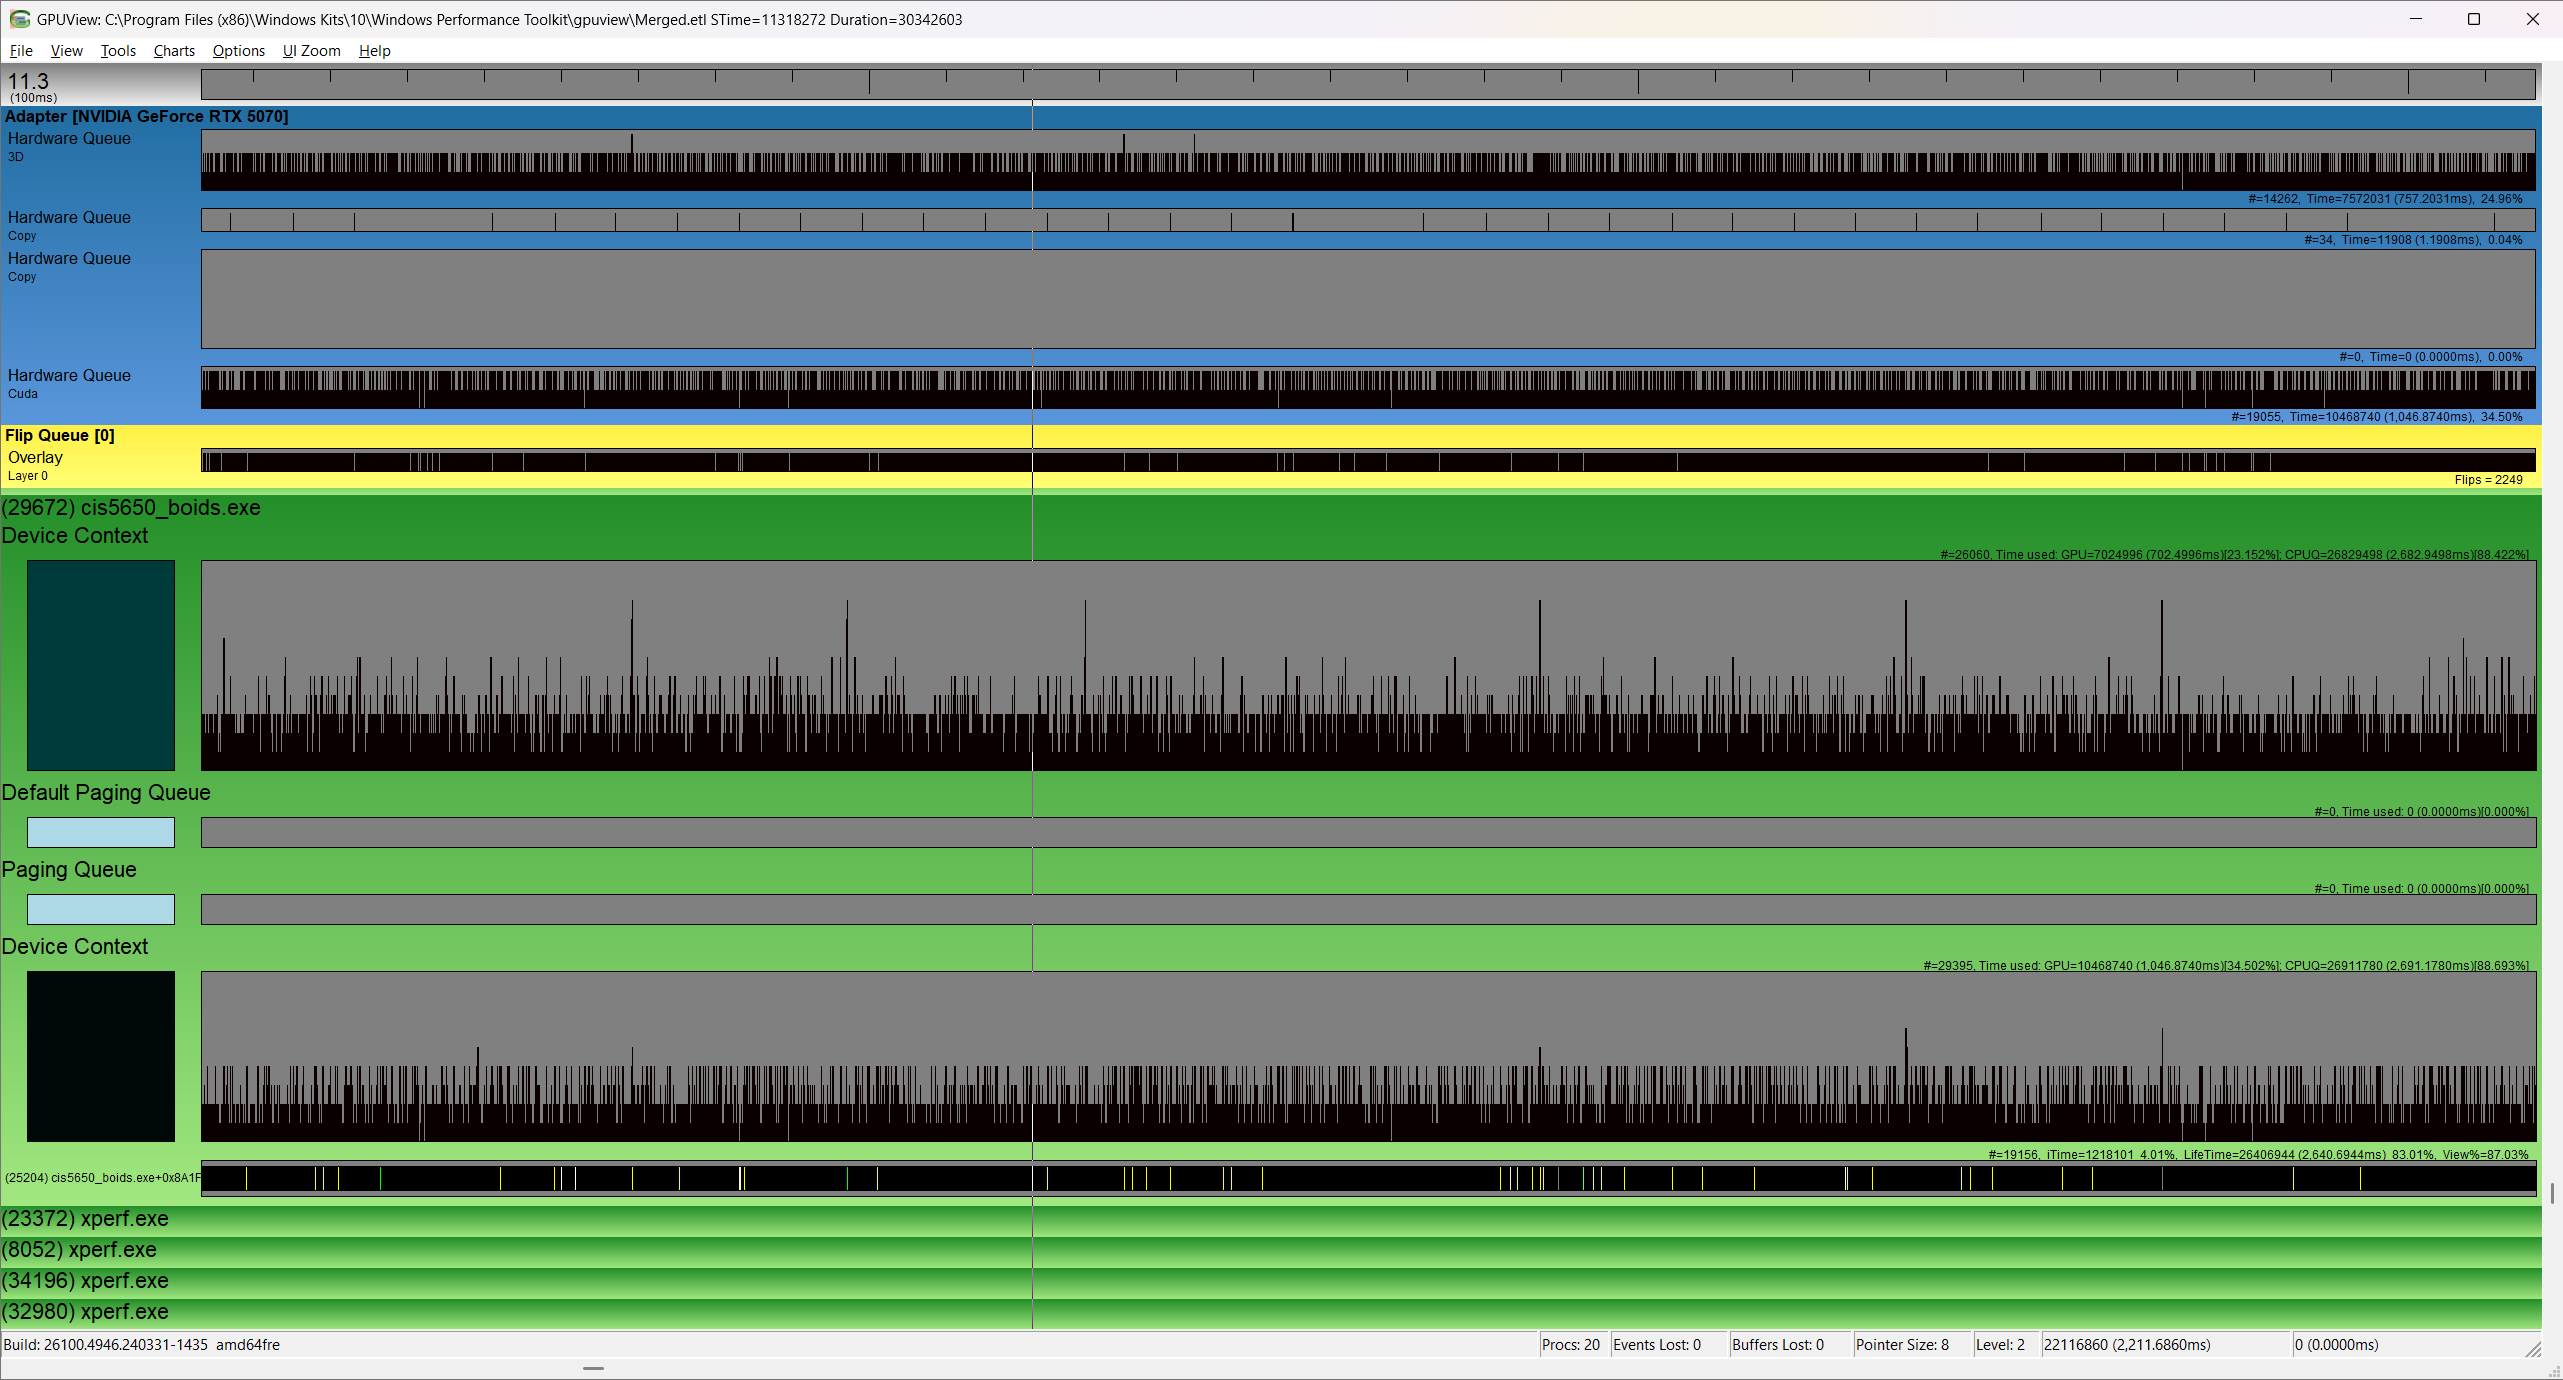 GPUView: C:\Program Files (x86)\Windows Kits\10\Windows Performance Toolkit\gpuview\Merged.etl STime=11318272 Duration=30342603
File View Tools Charts Options UI Zoom Help
11.3
(100ms)
Adapter [NVIDIA GeForce RTX 5070]
Hardware Queue
3D
#=14262, Time=7572031 (757.2031ms), 24.96%
Hardware Queue
Copy
#=34, Time=11908 (1.1908ms), 0.04%
Hardware Queue
Copy
#=0, Time=0 (0.0000ms), 0.00%
Hardware Queue
Cuda
#=19055, Time=10468740 (1,046.8740ms), 34.50%
Flip Queue [0]
Overlay
Layer 0
Flips = 2249
(29672) cis5650_boids.exe
Device Context
#=26060, Time used: GPU=7024996 (702.4996ms)[23.152%]; CPUQ=26829498 (2,682.9498ms)[88.422%]
Default Paging Queue
#=0, Time used: 0 (0.0000ms)[0.000%]
Paging Queue
#=0, Time used: 0 (0.0000ms)[0.000%]
Device Context
#=29395, Time used: GPU=10468740 (1,046.8740ms)[34.502%]; CPUQ=26911780 (2,691.1780ms)[88.693%]
#=19156, iTime=1218101 4.01%, LifeTime=26406944 (2,640.6944ms) 83.01%, View%=87.03%
(25204) cis5650_boids.exe+0x8A1F
(23372) xperf.exe
(8052) xperf.exe
(34196) xperf.exe
(32980) xperf.exe
Build: 26100.4946.240331-1435 amd64fre Procs: 20 Events Lost: 0 Buffers Lost: 0 Pointer Size: 8 Level: 2 22116860 (2,211.6860ms) 0 (0.0000ms)